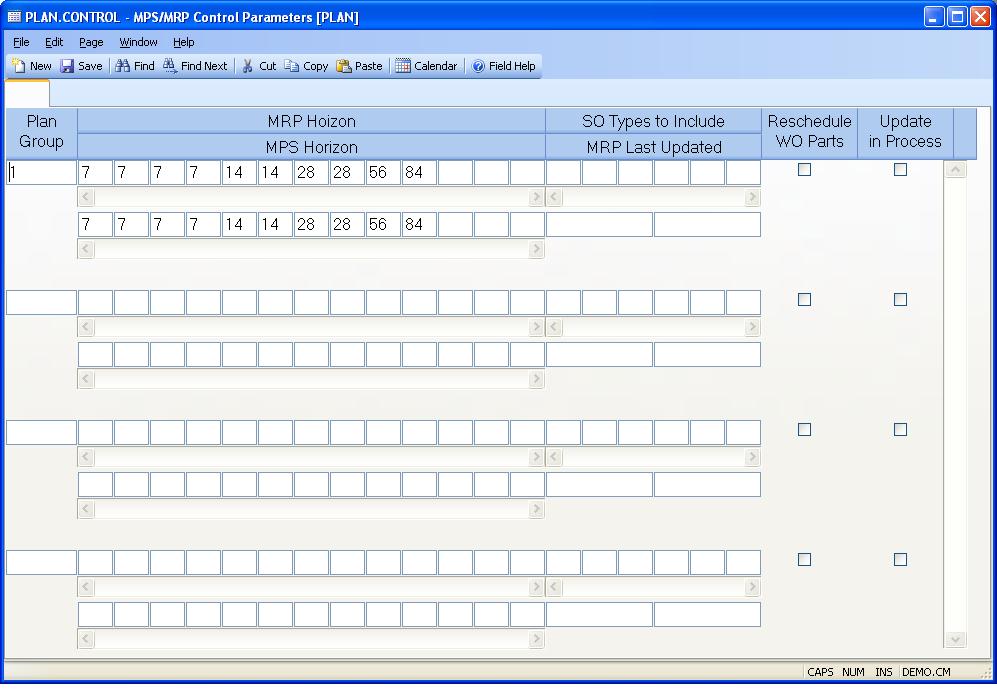 PLAN.CONTROL - MPS/MRP Control Parameters [PLAN]
File Edit Page Window Help
New Save Find Find Next Cut Copy Paste Calendar Field Help
Plan Group MRP Hoizon SO Types to Include Reschedule WO Parts Update in Process
MPS Horizon MRP Last Updated
1 7 7 7 7 14 14 28 28 56 84
7 7 7 7 14 14 28 28 56 84
CAPS NUM INS DEMO.CM